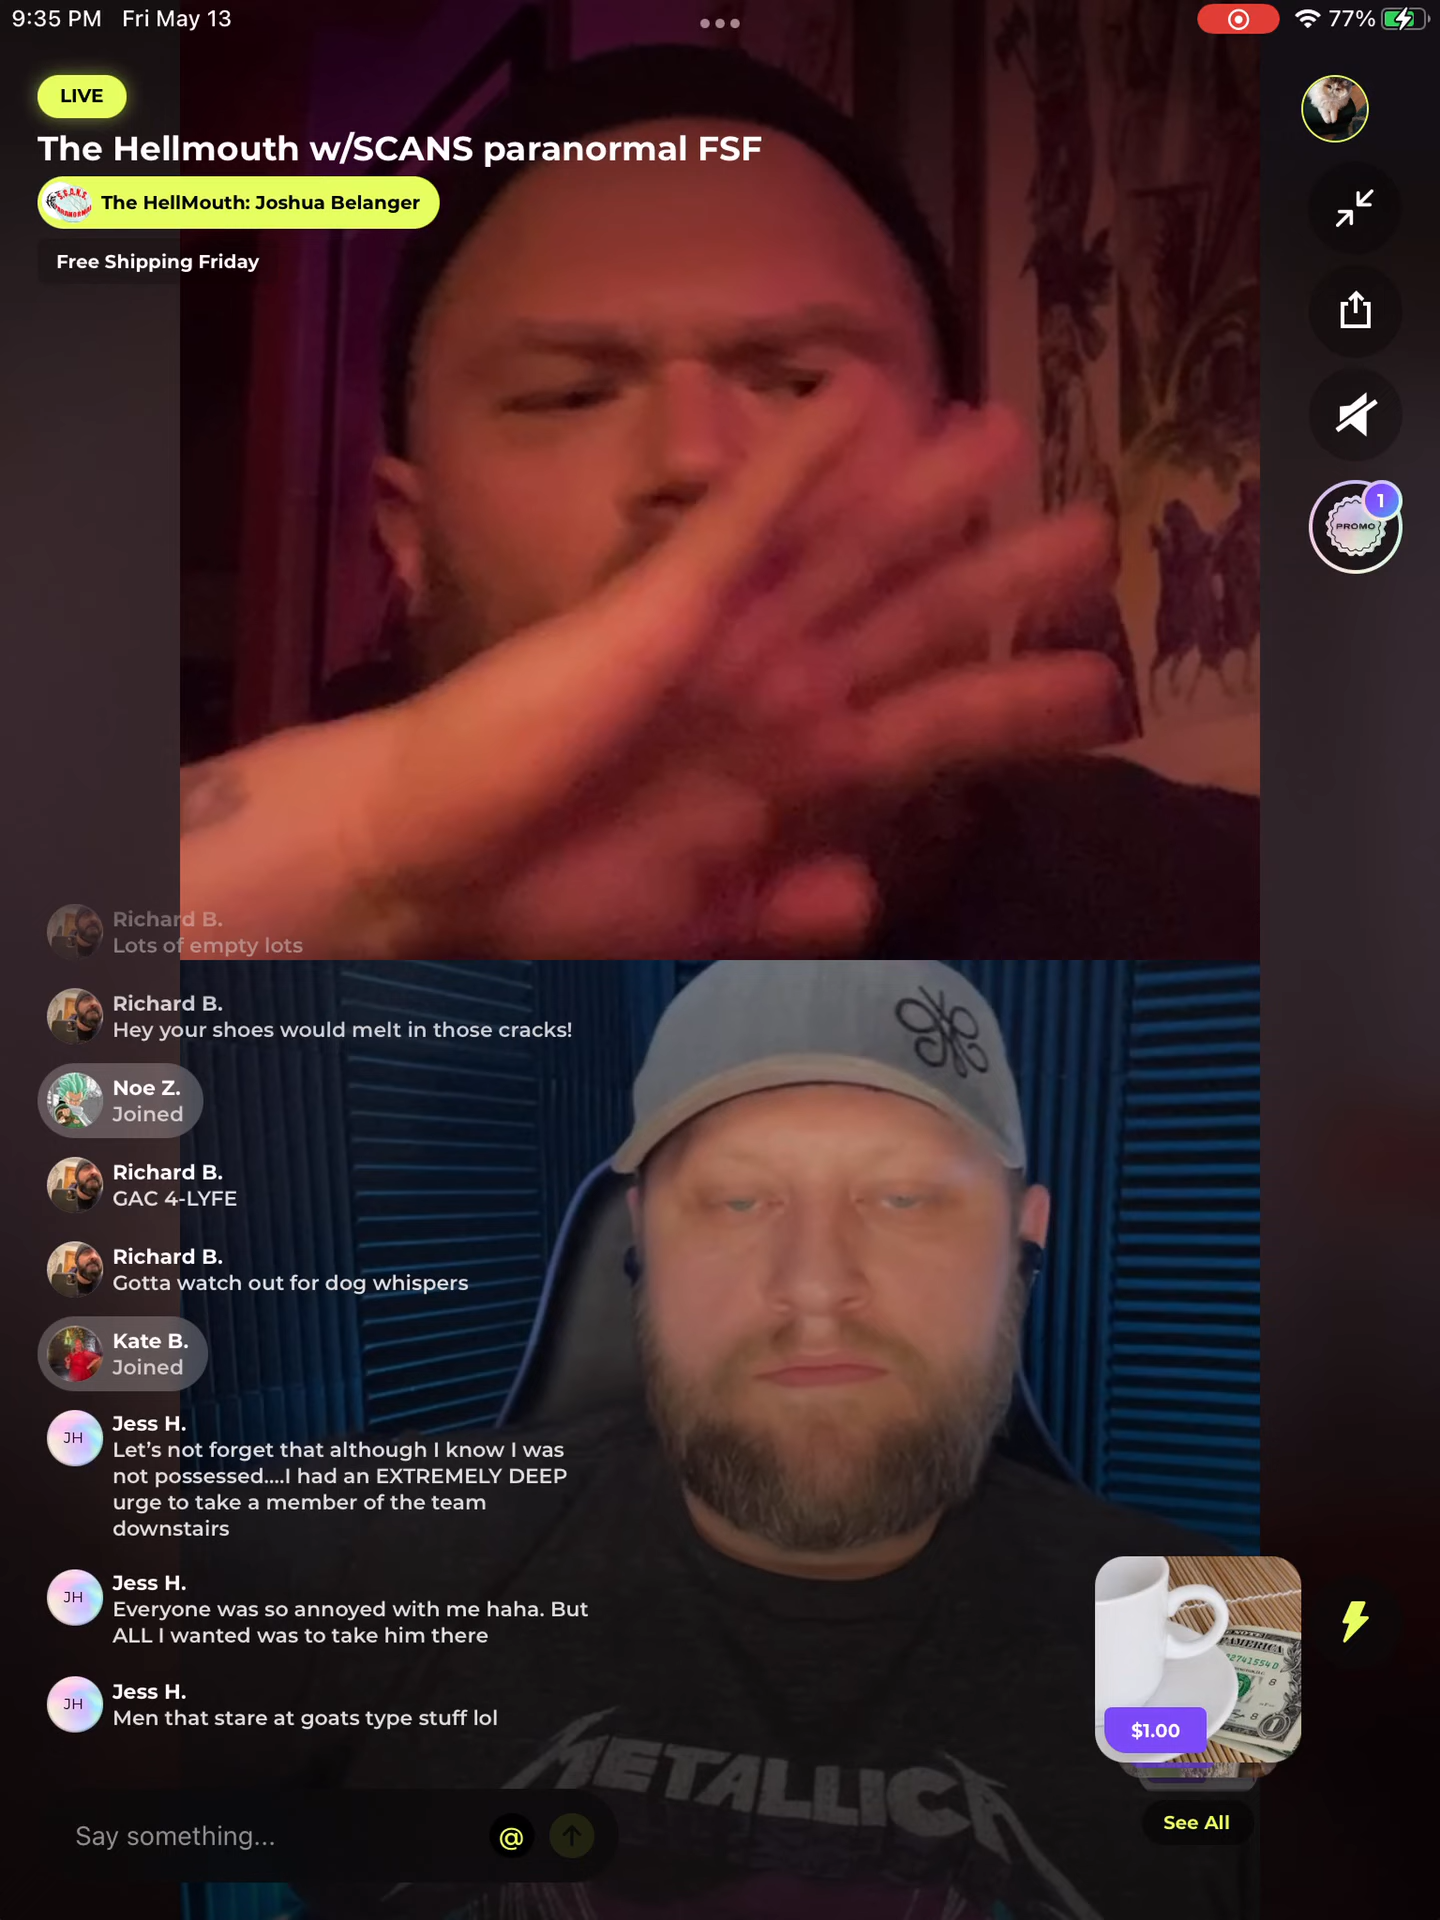 9:35 PM Fri May 13
77%
LIVE
The Hellmouth w/SCANS paranormal FSF
The HellMouth: Joshua Belanger
Free Shipping Friday
1
PROMO
Richard B.
Lots of empty lots
Richard B.
Hey your shoes would melt in those cracks!
Noe Z.
Joined
Richard B.
GAC 4-LYFE
Richard B.
Gotta watch out for dog whispers
Kate B.
Joined
JH
Jess H.
Let’s not forget that although I know I was
not possessed....I had an EXTREMELY DEEP
urge to take a member of the team
downstairs
JH
Jess H.
Everyone was so annoyed with me haha. But
ALL I wanted was to take him there
JH
Jess H.
Men that stare at goats type stuff lol
METALLICA
AMERICA
$1.00
Say something...
@
See All